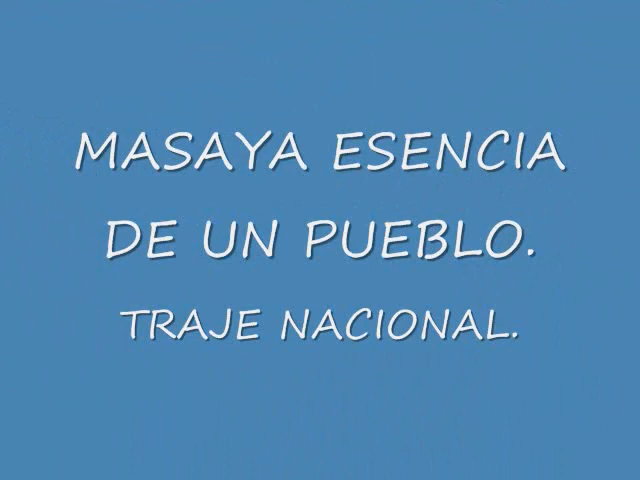 MASAYA ESENCIA
DE UN PUEBLO.
TRAJE NACIONAL.